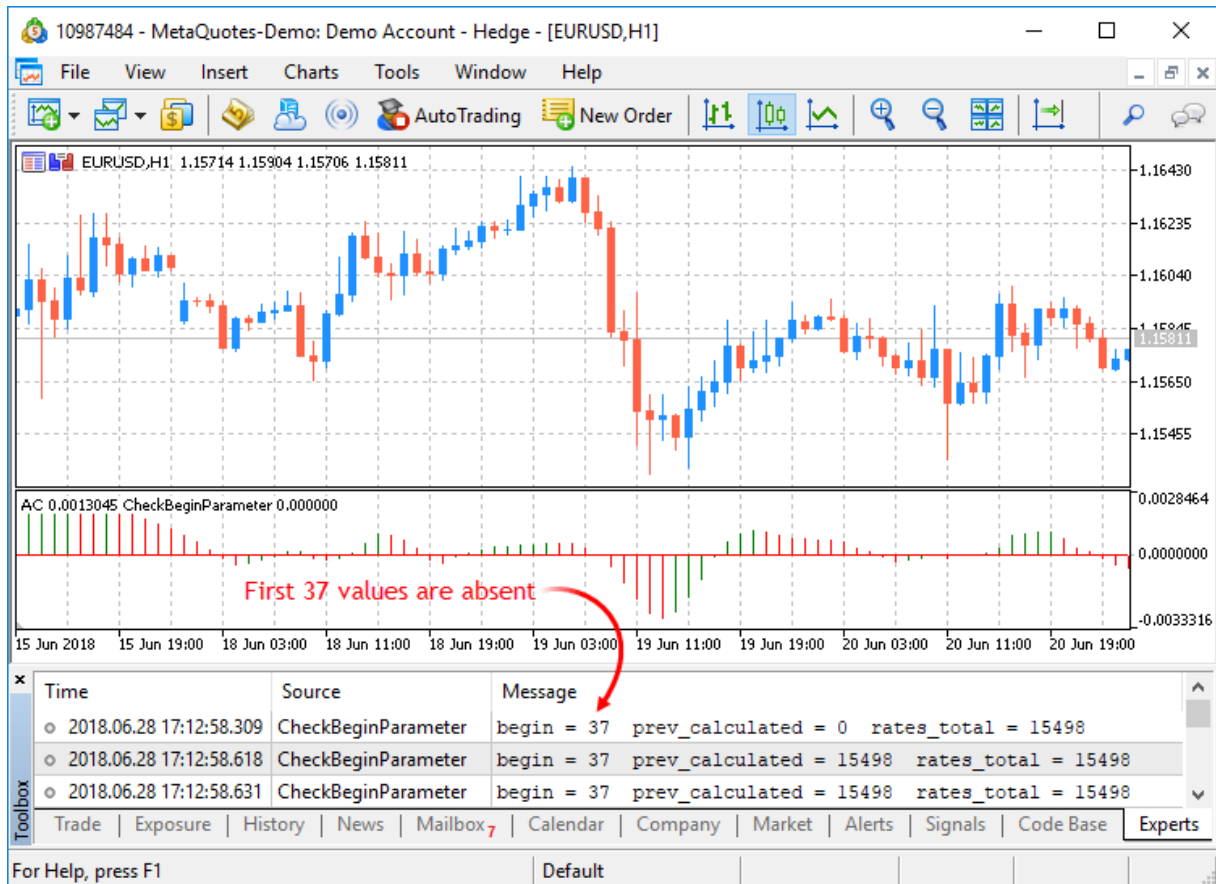 10987484 - MetaQuotes-Demo: Demo Account - Hedge - [EURUSD,H1]
File View Insert Charts Tools Window Help
AutoTrading New Order
EURUSD,H1 1.15714 1.15904 1.15706 1.15811
1.16430
1.16235
1.16040
1.15845
1.15811
1.15650
1.15455
AC 0.0013045 CheckBeginParameter 0.000000
0.0028464
0.0000000
First 37 values are absent
-0.0033316
15 Jun 2018 15 Jun 19:00 18 Jun 03:00 18 Jun 11:00 18 Jun 19:00 19 Jun 03:00 19 Jun 11:00 19 Jun 19:00 20 Jun 03:00 20 Jun 11:00 20 Jun 19:00
Time Source Message
2018.06.28 17:12:58.309 CheckBeginParameter begin = 37 prev_calculated = 0 rates_total = 15498
2018.06.28 17:12:58.618 CheckBeginParameter begin = 37 prev_calculated = 15498 rates_total = 15498
2018.06.28 17:12:58.631 CheckBeginParameter begin = 37 prev_calculated = 15498 rates_total = 15498
Toolbox
Trade | Exposure | History | News | Mailbox 7 | Calendar | Company | Market | Alerts | Signals | Code Base | Experts
For Help, press F1 Default